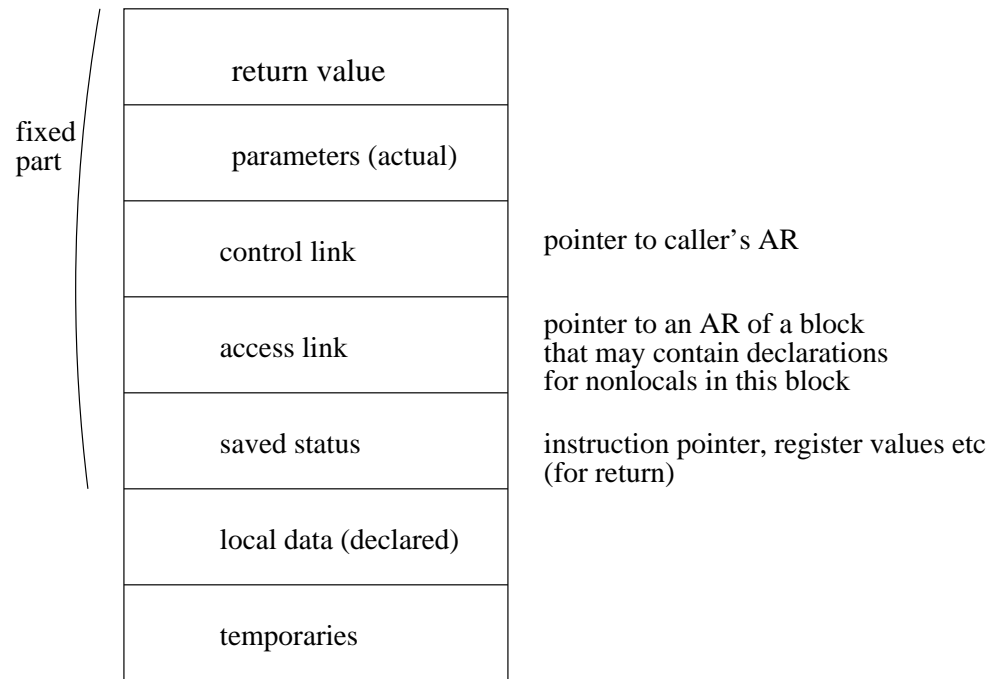 return value
fixed
part
parameters (actual)
control link
pointer to caller’s AR
access link
pointer to an AR of a block
that may contain declarations
for nonlocals in this block
saved status
instruction pointer, register values etc
(for return)
local data (declared)
temporaries